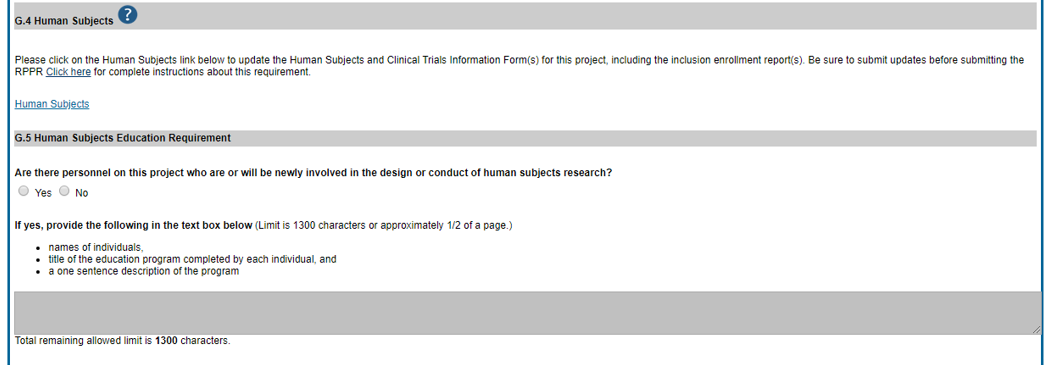 G.4 Human Subjects ?
Please click on the Human Subjects link below to update the Human Subjects and Clinical Trials Information Form(s) for this project, including the inclusion enrollment report(s). Be sure to submit updates before submitting the
RPPR Click here for complete instructions about this requirement.
Human Subjects
G.5 Human Subjects Education Requirement
Are there personnel on this project who are or will be newly involved in the design or conduct of human subjects research?
Yes No
If yes, provide the following in the text box below (Limit is 1300 characters or approximately 1/2 of a page.)
• names of individuals,
• title of the education program completed by each individual, and
• a one sentence description of the program
Total remaining allowed limit is 1300 characters.